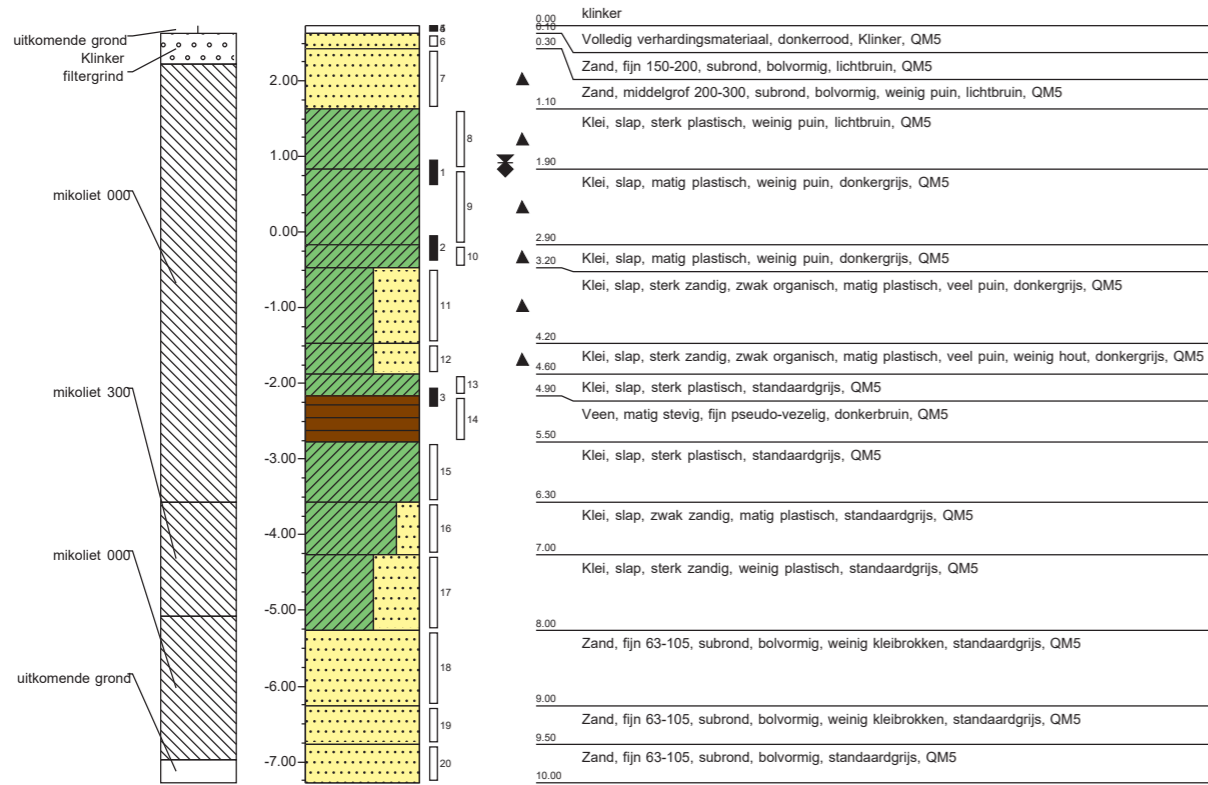 klinker
0.00
0.10
Volledig verhardingsmateriaal, donkerrood, Klinker, QM5
0.30
Zand, fijn 150-200, subrond, bolvormig, lichtbruin, QM5
Zand, middelgrof 200-300, subrond, bolvormig, weinig puin, lichtbruin, QM5
1.10
Klei, slap, sterk plastisch, weinig puin, lichtbruin, QM5
1.90
Klei, slap, matig plastisch, weinig puin, donkergrijs, QM5
2.90
Klei, slap, matig plastisch, weinig puin, donkergrijs, QM5
3.20
Klei, slap, sterk zandig, zwak organisch, matig plastisch, veel puin, donkergrijs, QM5
4.20
Klei, slap, sterk zandig, zwak organisch, matig plastisch, veel puin, weinig hout, donkergrijs, QM5
4.60
Klei, slap, sterk plastisch, standaardgrijs, QM5
4.90
Veen, matig stevig, fijn pseudo-vezelig, donkerbruin, QM5
5.50
Klei, slap, sterk plastisch, standaardgrijs, QM5
6.30
Klei, slap, zwak zandig, matig plastisch, standaardgrijs, QM5
7.00
Klei, slap, sterk zandig, weinig plastisch, standaardgrijs, QM5
8.00
Zand, fijn 63-105, subrond, bolvormig, weinig kleibrokken, standaardgrijs, QM5
9.00
Zand, fijn 63-105, subrond, bolvormig, weinig kleibrokken, standaardgrijs, QM5
9.50
Zand, fijn 63-105, subrond, bolvormig, standaardgrijs, QM5
10.00
uitkomende grond
Klinker
filtergrind
mikoliet 000
mikoliet 300
mikoliet 000
uitkomende grond
2.00
1.00
0.00
-1.00
-2.00
-3.00
-4.00
-5.00
-6.00
-7.00
6
7
8
1
9
2
10
11
12
13
3
14
15
16
17
18
19
20